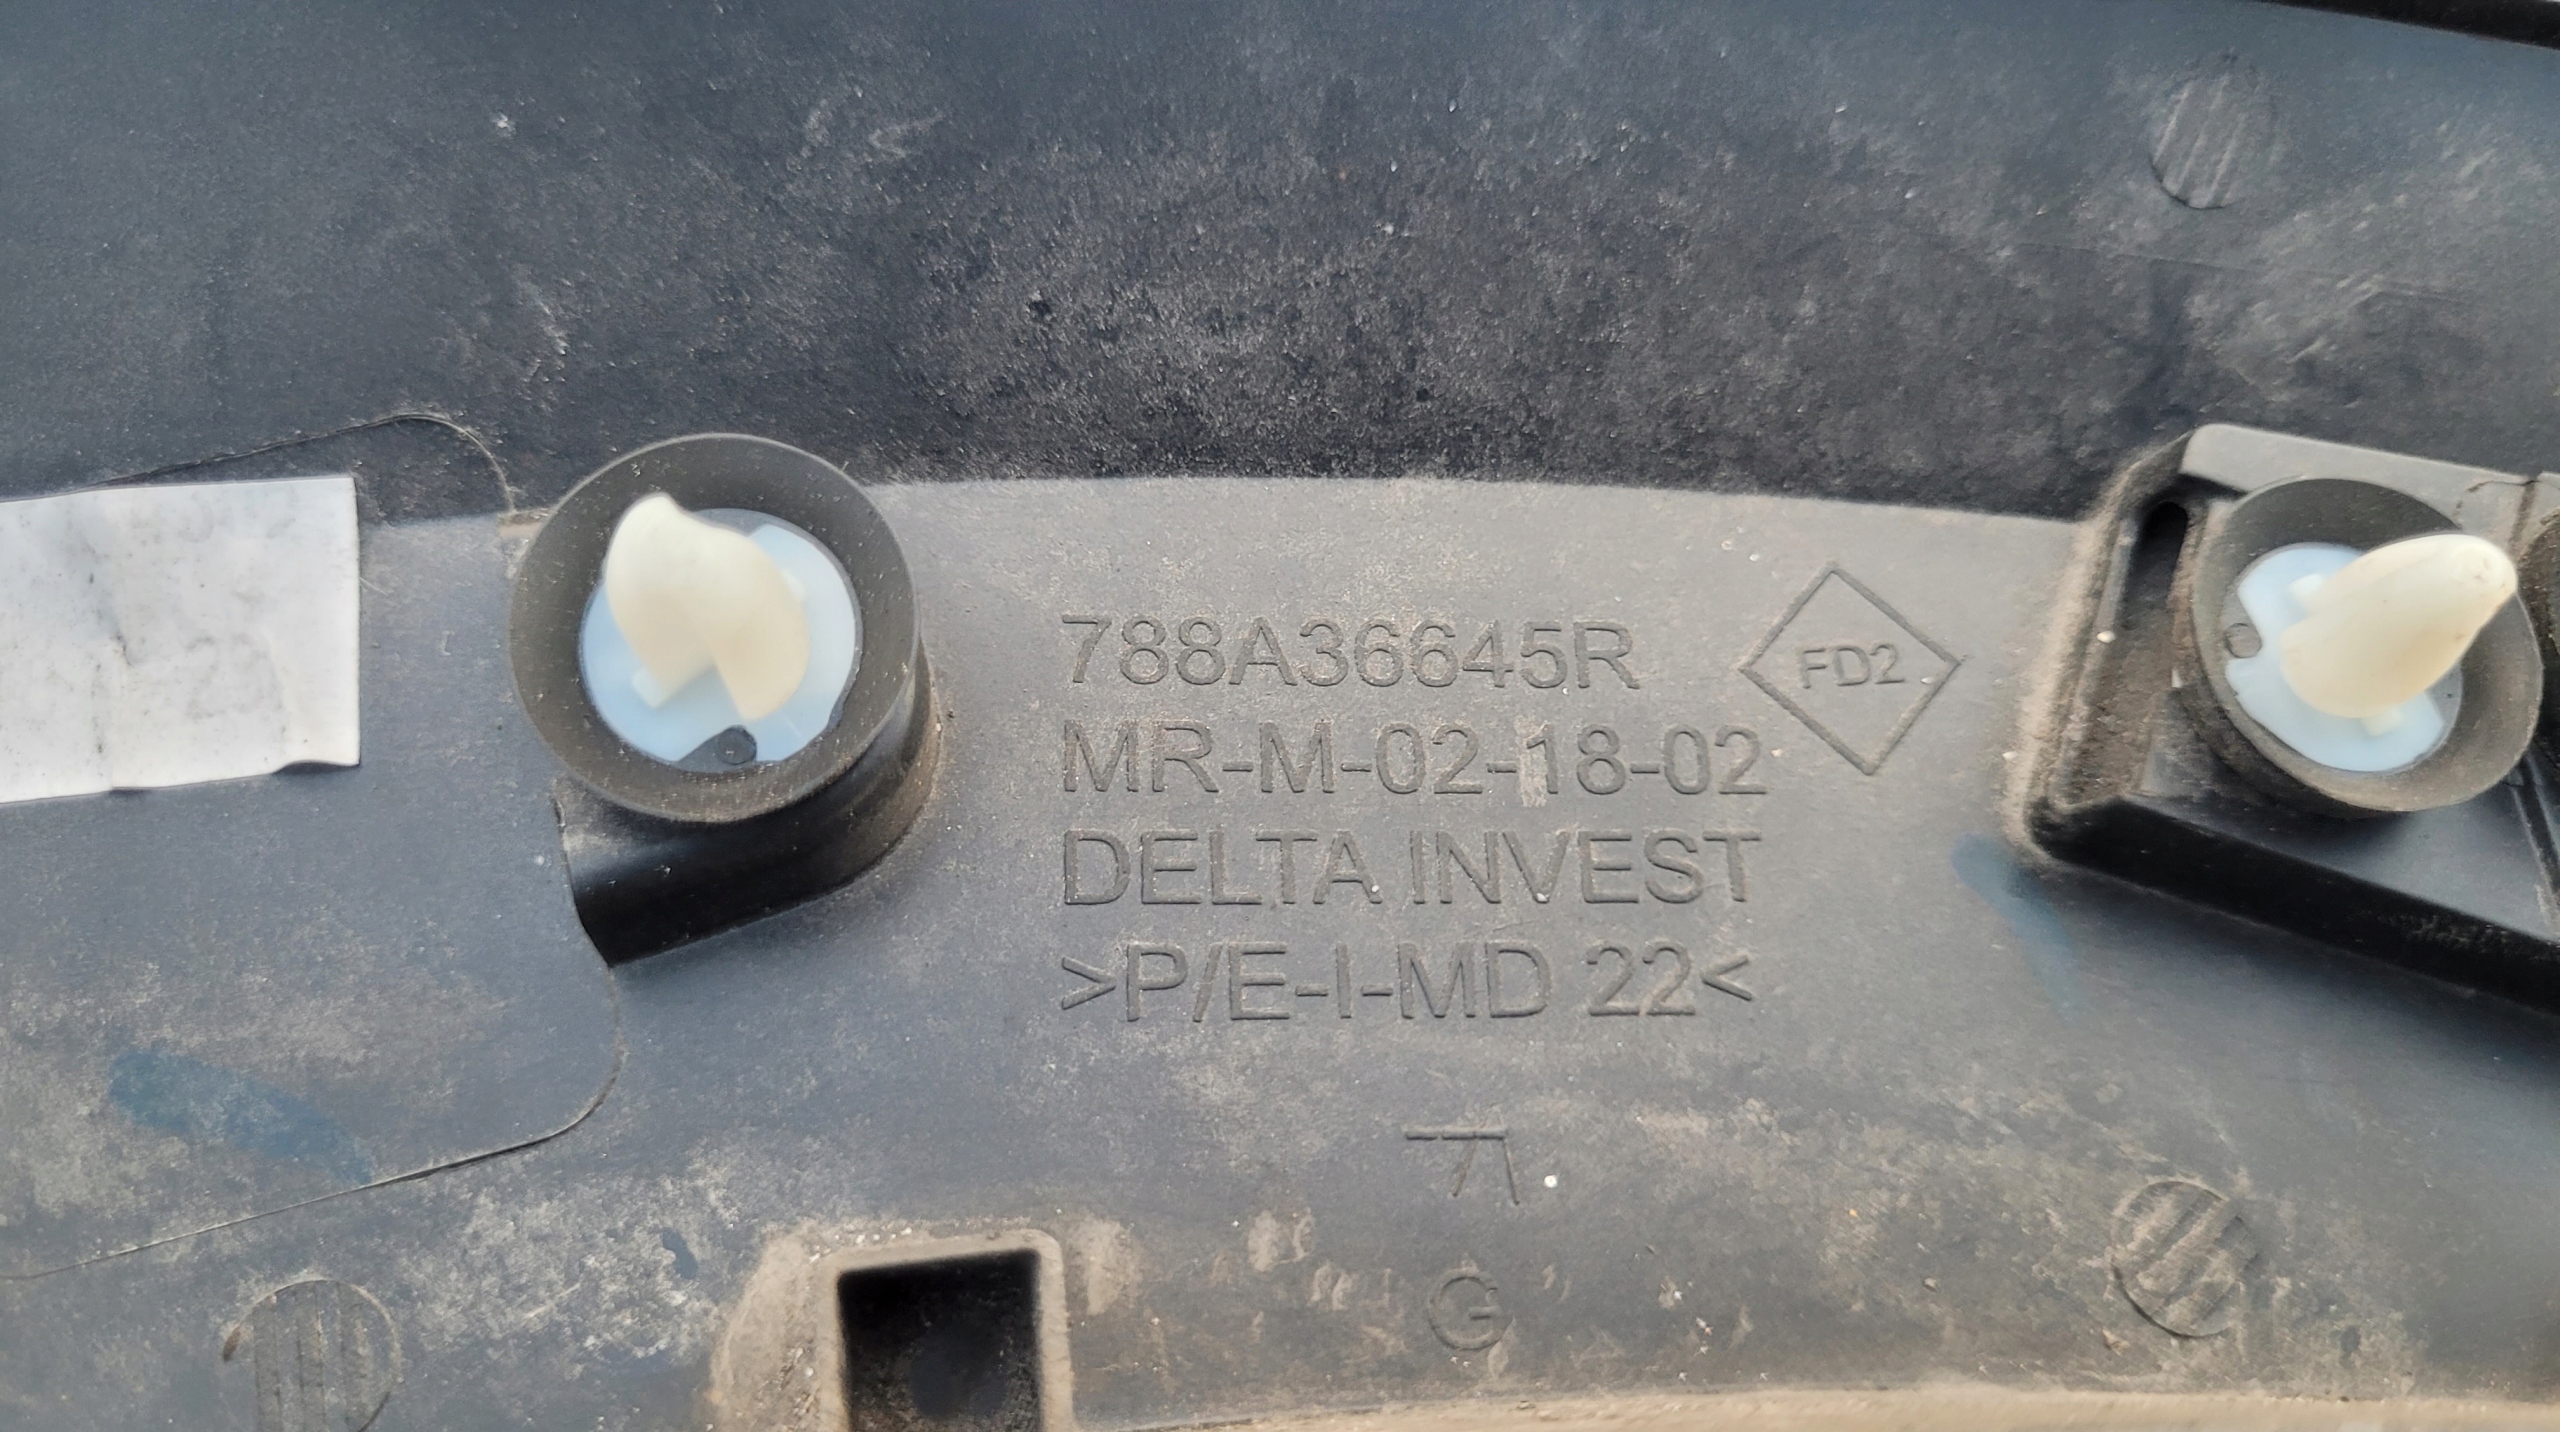 788A36645R
FD2
MR-M-02-18-02
DELTA INVEST
>P/E-I-MD 22<
G